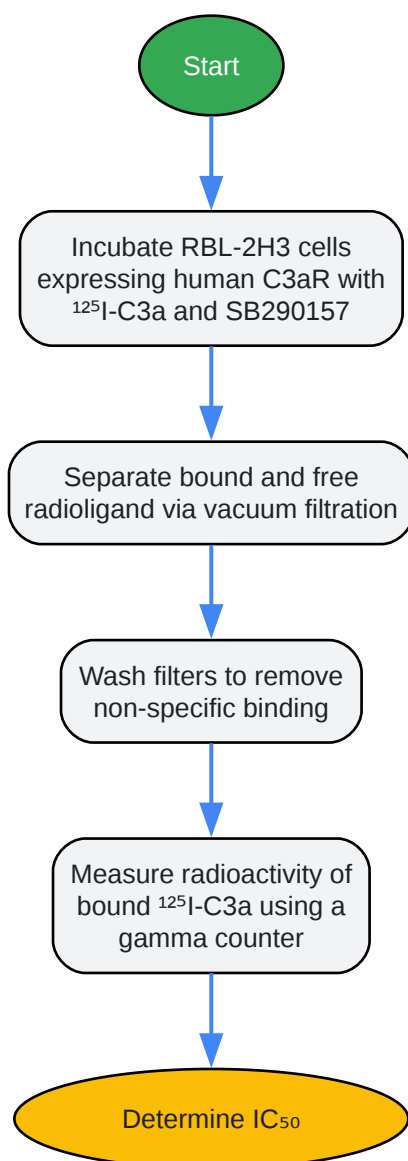 Start
Incubate RBL-2H3 cells
expressing human C3aR with
¹²⁵I-C3a and SB290157
Separate bound and free
radioligand via vacuum filtration
Wash filters to remove
non-specific binding
Measure radioactivity of
bound ¹²⁵I-C3a using a
gamma counter
Determine IC₅₀